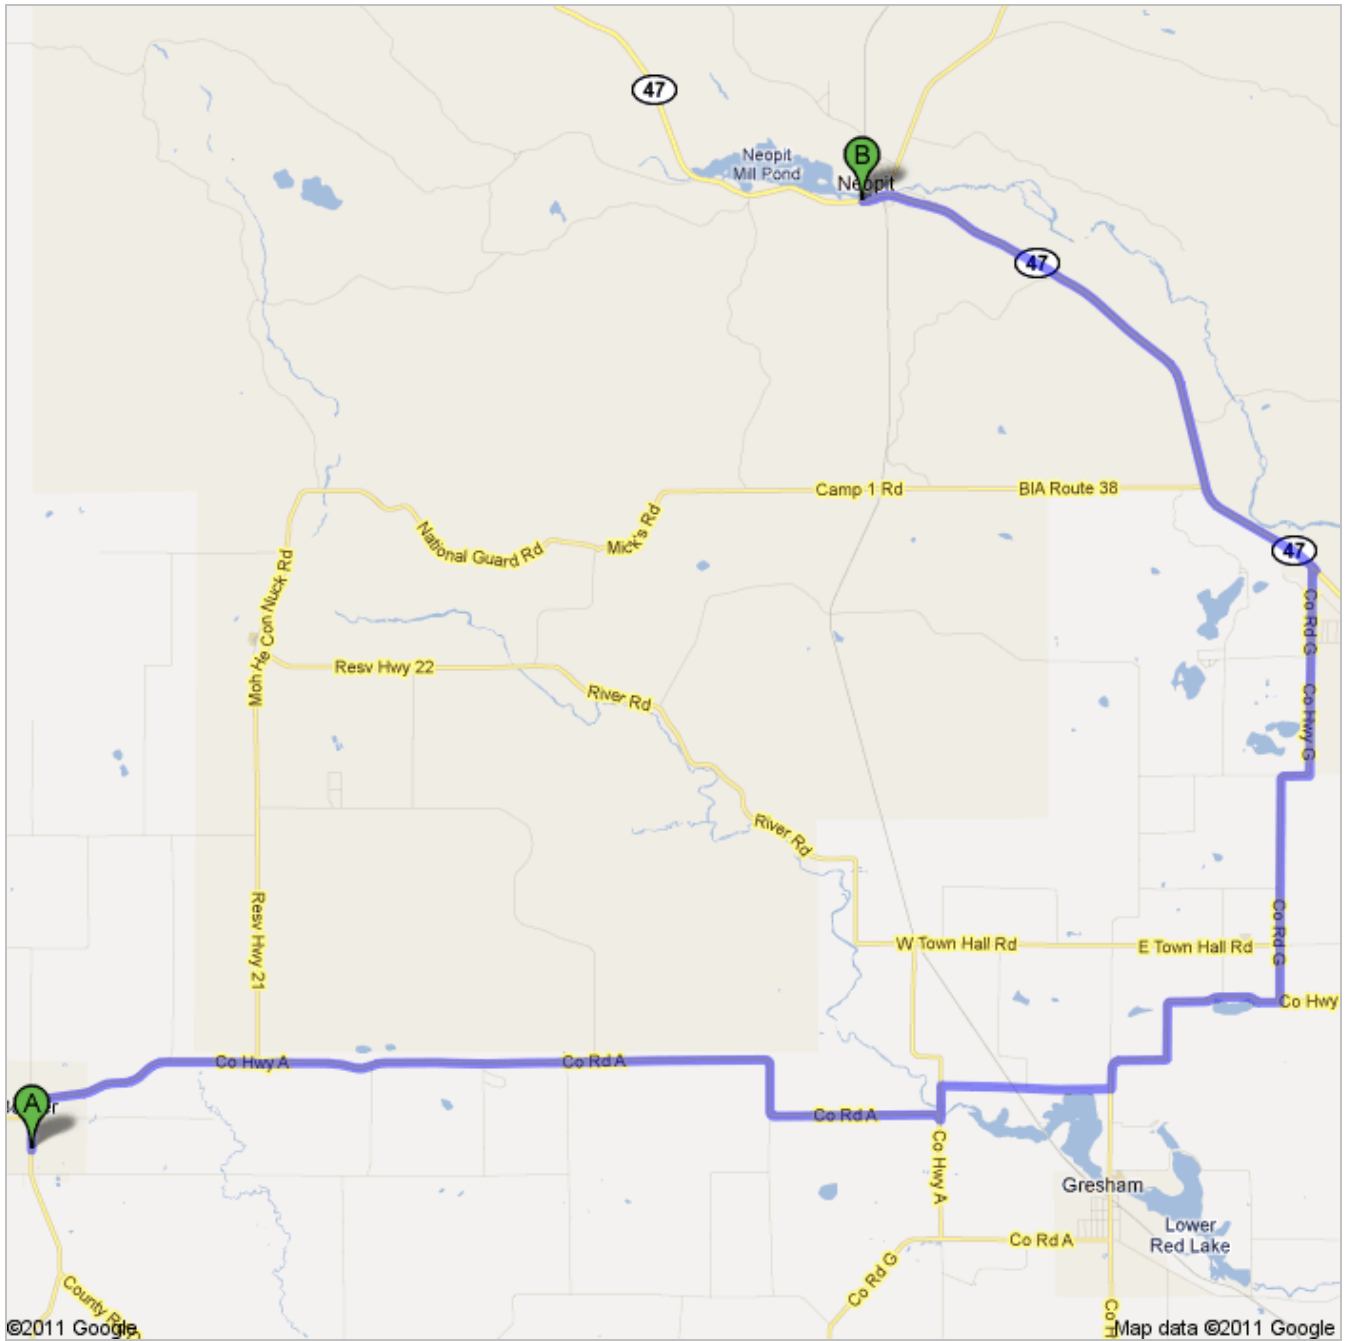 47
Neopit
Mill Pond
B
Neopit
47
Camp 1 Rd
BIA Route 38
National Guard Rd
Mick's Rd
47
Moh He Con Nuck Rd
Co Rd G
Resv Hwy 22
River Rd
Co Hwy G
River Rd
Resv Hwy 21
Co Rd G
W Town Hall Rd
E Town Hall Rd
Co Hwy
Co Hwy A
Co Rd A
A
Co Rd A
Co Hwy A
Gresham
Lower
Red Lake
Co Rd A
Co Rd G
County R
Co H
©2011 Google
Map data ©2011 Google